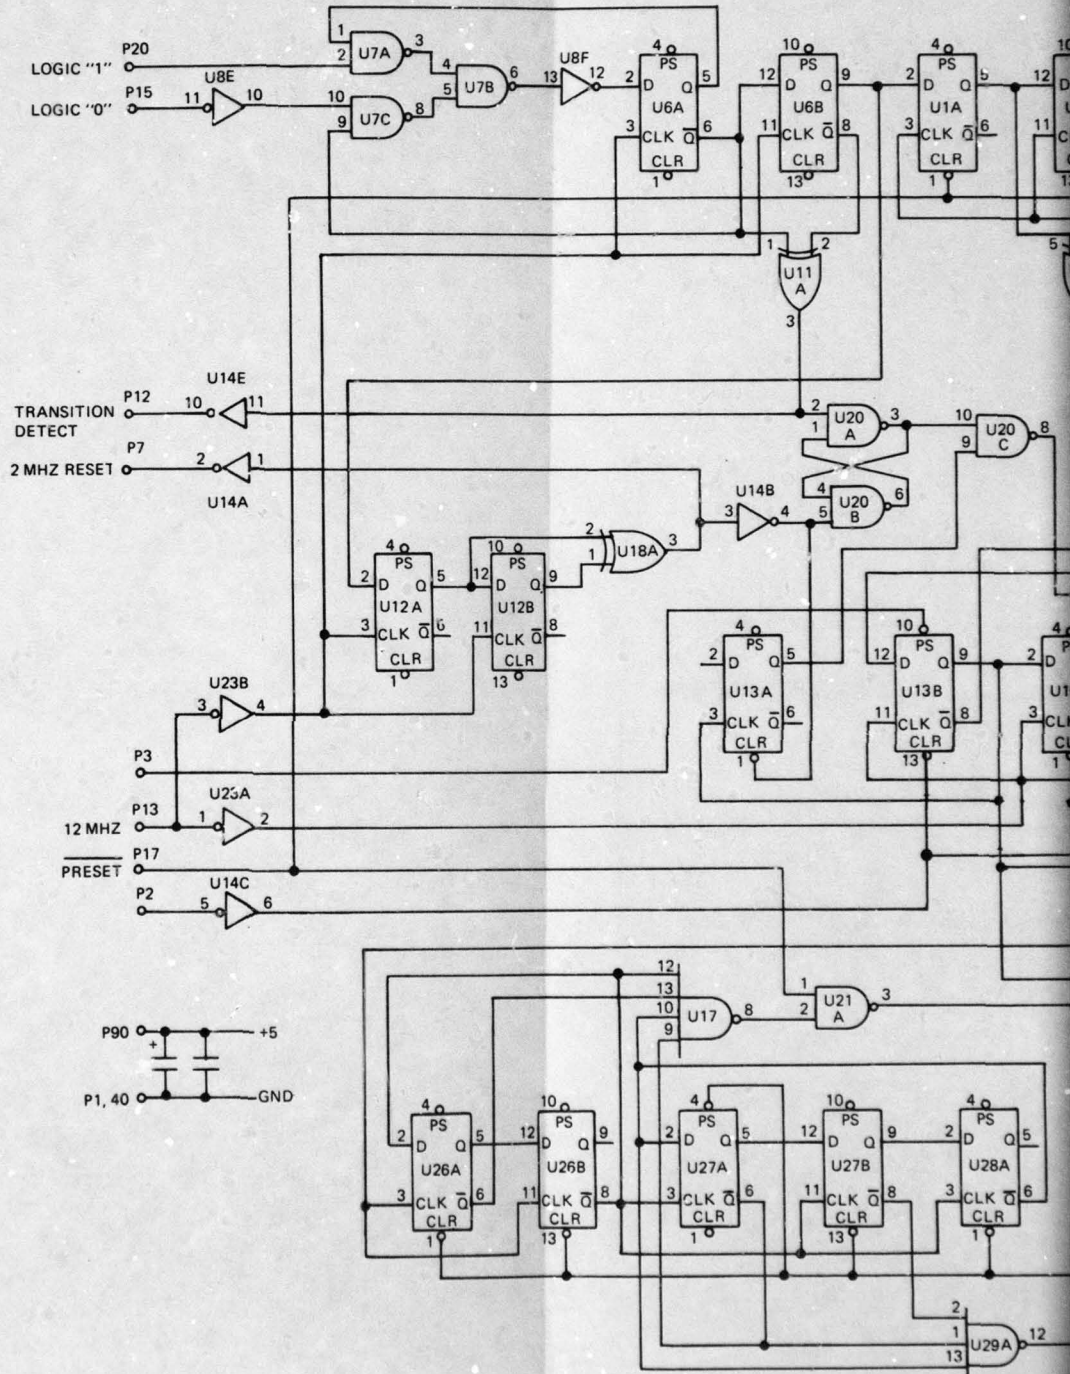 P20
LOGIC "1"
1
2
U7A
3
4
5
U7B
6
U8F
13
12
P15
LOGIC "0"
U8E
11
10
10
9
U7C
8
4
PS
2
D
Q
5
U6A
3
CLK
Q̅
6
CLR
1
10
PS
12
D
Q
9
U6B
11
CLK
Q̅
8
CLR
13
4
PS
2
D
Q
5
U1A
3
CLK
Q̅
6
CLR
1
12
D
11
13
1
2
U11
A
3
5
P12
TRANSITION
DETECT
U14E
10
11
P7
2 MHZ RESET
2
1
U14A
2
1
U20
A
3
10
9
U20
C
8
4
5
U20
B
6
U14B
3
4
2
1
U18A
3
4
PS
2
D
Q
5
U12A
3
CLK
Q̅
6
CLR
1
10
PS
12
D
Q
9
U12B
11
CLK
Q̅
8
CLR
13
4
PS
2
D
Q
5
U13A
3
CLK
Q̅
6
CLR
1
10
PS
12
D
Q
9
U13B
11
CLK
Q̅
8
CLR
13
4
2
D
3
1
U23B
3
4
P3
U23A
P13
12 MHZ
1
2
P17
P̅R̅E̅S̅E̅T̅
U14C
P2
5
6
12
13
10
9
U17
8
1
2
U21
A
3
P90
+5
+
P1, 40
GND
4
PS
2
D
Q
5
U26A
3
CLK
Q̅
6
CLR
1
10
PS
12
D
Q
9
U26B
11
CLK
Q̅
8
CLR
13
4
PS
2
D
Q
5
U27A
3
CLK
Q̅
6
CLR
1
10
PS
12
D
Q
9
U27B
11
CLK
Q̅
8
CLR
13
4
PS
2
D
Q
5
U28A
3
CLK
Q̅
6
CLR
1
2
1
13
U29A
12